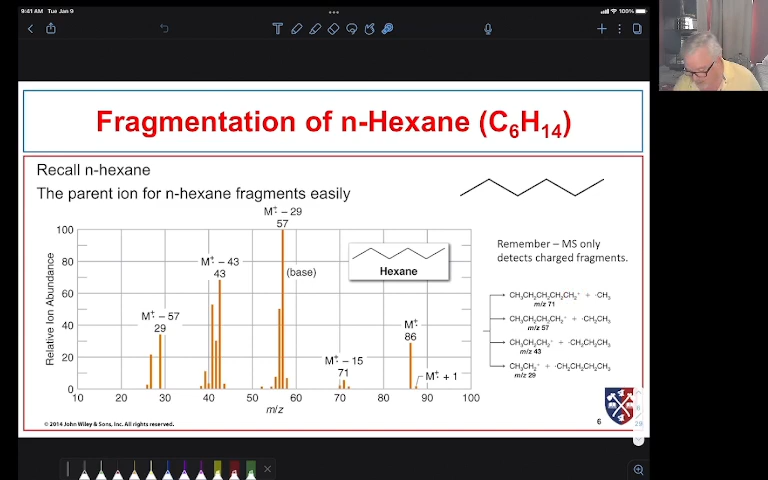 9:41 AM Tue Jan 9
100%
Fragmentation of n-Hexane (C₆H₁₄)
Recall n-hexane
The parent ion for n-hexane fragments easily
M⁺̇ – 29
57
(base)
M⁺̇ – 43
43
M⁺̇ – 57
29
M⁺̇ – 15
71
M⁺̇
86
M⁺̇ + 1
Hexane
Relative Ion Abundance
100
80
60
40
20
0
10 20 30 40 50 60 70 80 90 100
m/z
Remember – MS only
detects charged fragments.
CH₃CH₂CH₂CH₂CH₂⁺ + ·CH₃
m/z 71
CH₃CH₂CH₂CH₂⁺ + ·CH₂CH₃
m/z 57
CH₃CH₂CH₂⁺ + ·CH₂CH₂CH₃
m/z 43
CH₃CH₂⁺ + ·CH₂CH₂CH₂CH₃
m/z 29
© 2014 John Wiley & Sons, Inc. All rights reserved.
6
6
29